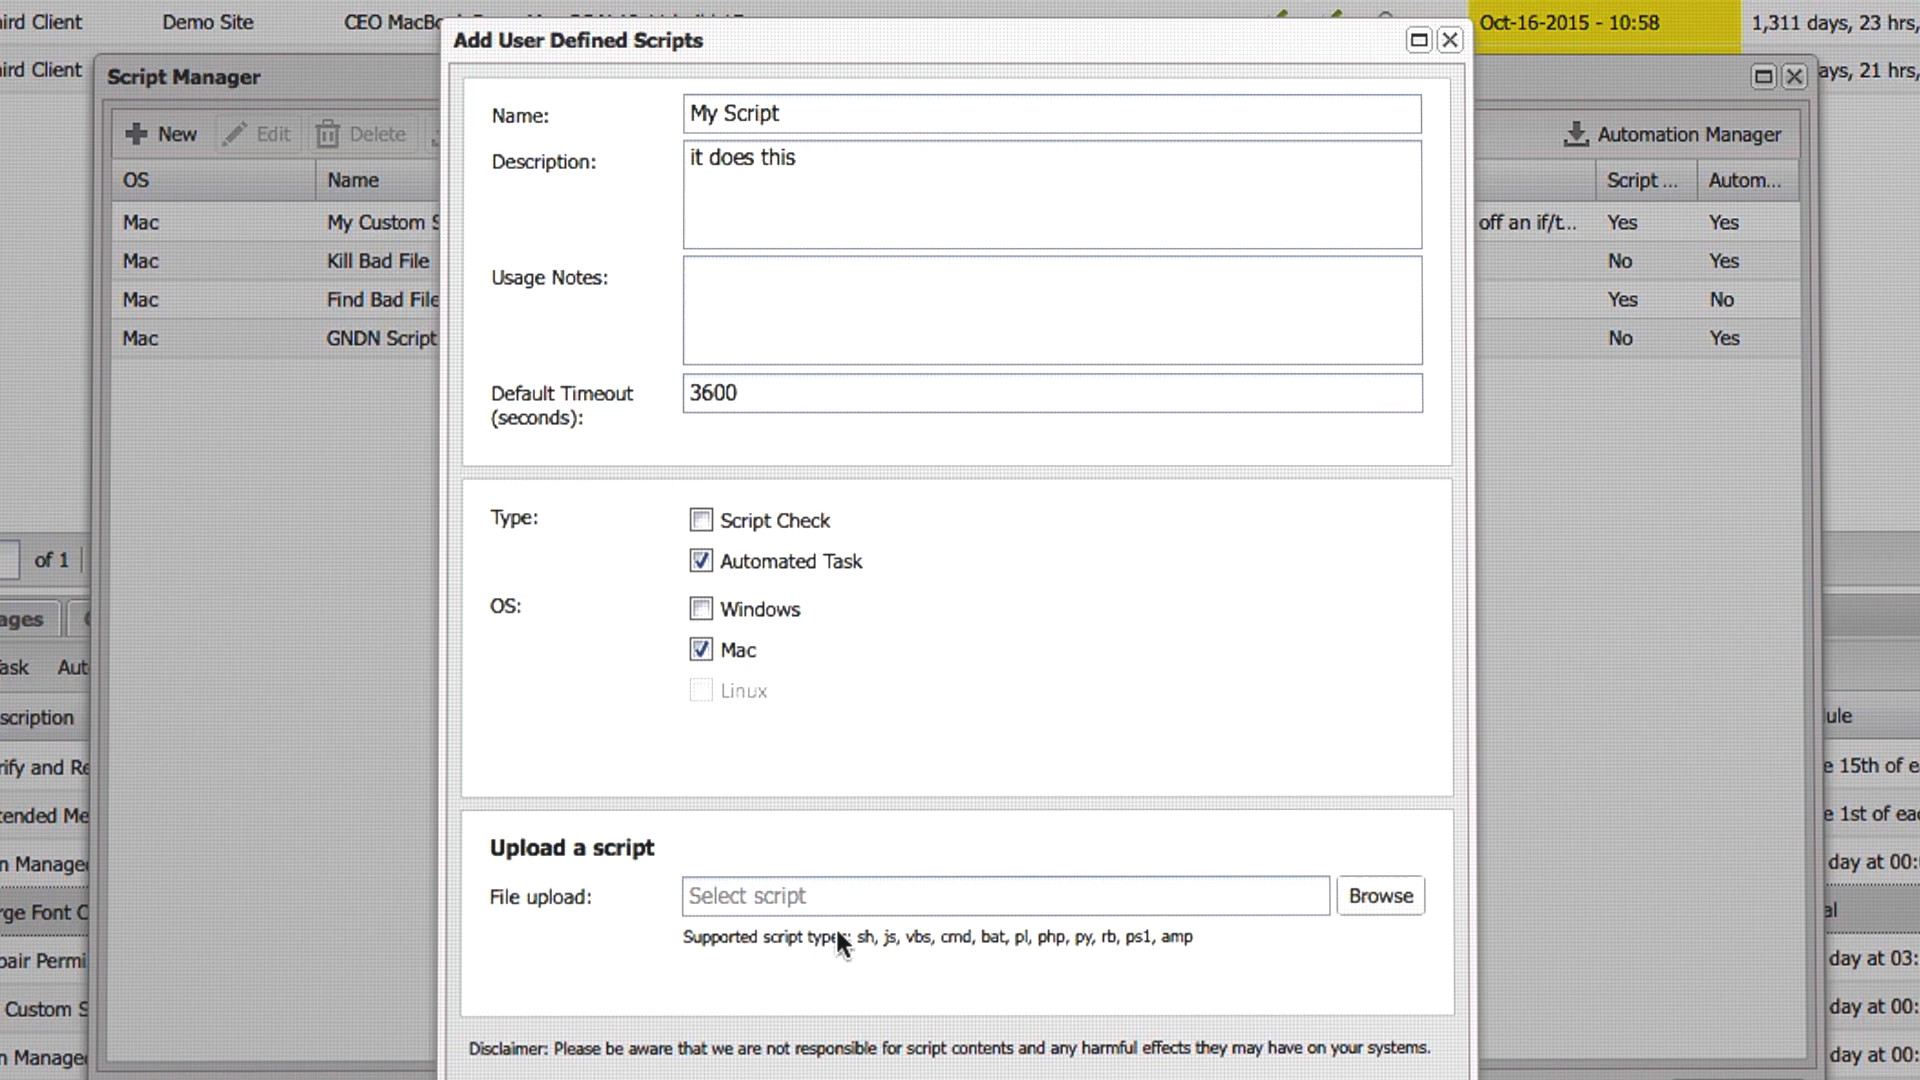 ird Client
Demo Site
CEO MacBo
Oct-16-2015 - 10:58
1,311 days, 23 hrs,
ird Client
ays, 21 hrs,
Script Manager
New
Edit
Delete
Automation Manager
OS
Name
Script ...
Autom...
Mac
My Custom S
off an if/t...
Yes
Yes
Mac
Kill Bad File
No
Yes
Mac
Find Bad File
Yes
No
Mac
GNDN Script
No
Yes
Add User Defined Scripts
Name:
My Script
Description:
it does this
Usage Notes:
Default Timeout
(seconds):
3600
Type:
Script Check
Automated Task
OS:
Windows
Mac
Linux
Upload a script
File upload:
Select script
Browse
Supported script types: sh, js, vbs, cmd, bat, pl, php, py, rb, ps1, amp
Disclaimer: Please be aware that we are not responsible for script contents and any harmful effects they may have on your systems.
of 1
ages
ask
Aut
scription
ule
rify and Re
e 15th of e
tended Me
e 1st of eac
n Manage
day at 00:
rge Font C
al
pair Permi
day at 03:
Custom S
day at 00:
n Manage
day at 00: